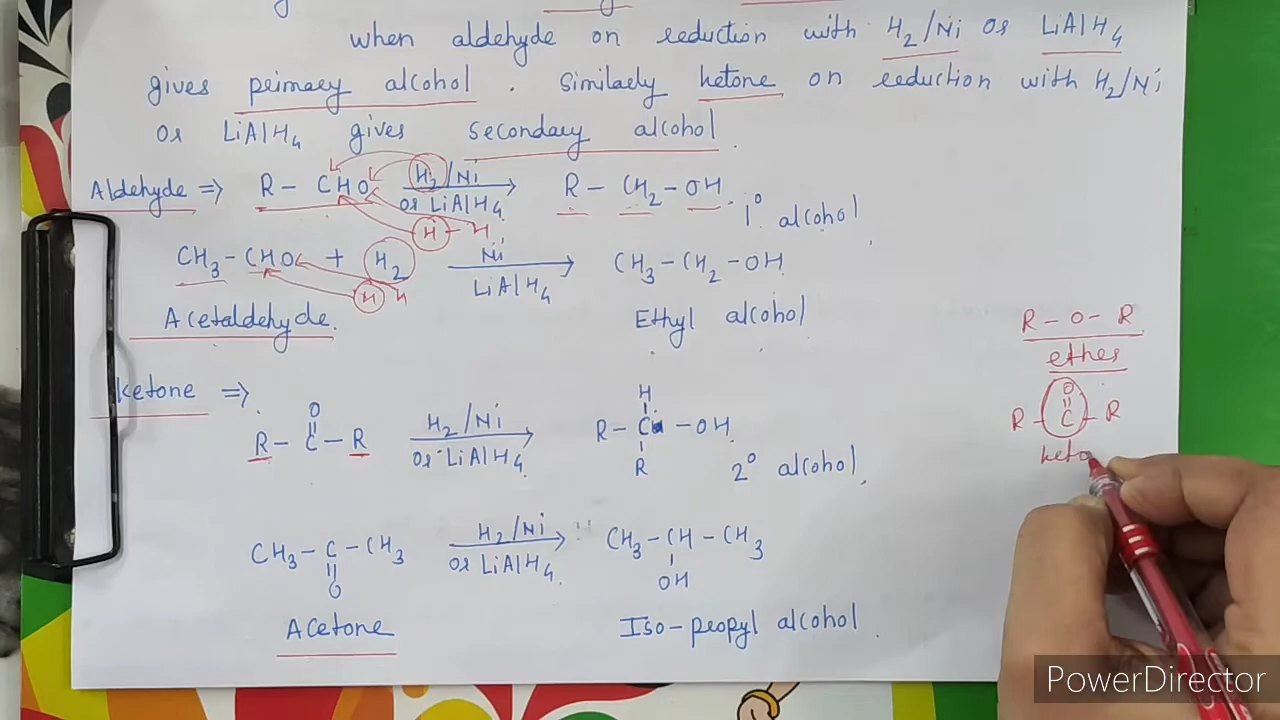 when aldehyde on reduction with H2/Ni or LiAlH4
gives primary alcohol . Similarly ketone on reduction with H2/Ni
or LiAlH4 gives secondary alcohol .
Aldehyde ⇒ R – CHO H2/Ni or LiAlH4 → R – CH2 – OH. 1° alcohol
H – H
CH3 – CHO + H2 Ni LiAlH4 → CH3 – CH2 – OH
H H
Acetaldehyde. Ethyl alcohol
R – O – R
ether
Ketone ⇒
O
R – C – R H2/Ni or LiAlH4 →
H
R – C – OH.
R
2° alcohol.
O
R – C – R
keto
CH3 – C – CH3 H2/Ni or LiAlH4. → CH3 – CH – CH3
O OH
Acetone Iso-propyl alcohol .
PowerDirector